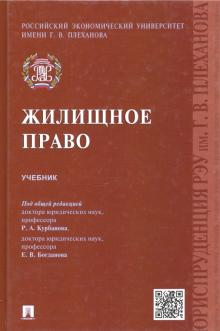 РОССИЙСКИЙ ЭКОНОМИЧЕСКИЙ УНИВЕРСИТЕТ
ИМЕНИ Г. В. ПЛЕХАНОВА
ЖИЛИЩНОЕ
ПРАВО
УЧЕБНИК
Под общей редакцией
доктора юридических наук,
профессора
Р. А. Курбанова,
доктора юридических наук,
профессора
Е. В. Богданова
ЮРИСПРУДЕНЦИЯ РЭУ им. Г. В. ПЛЕХАНОВА
ПРОСПЕКТ